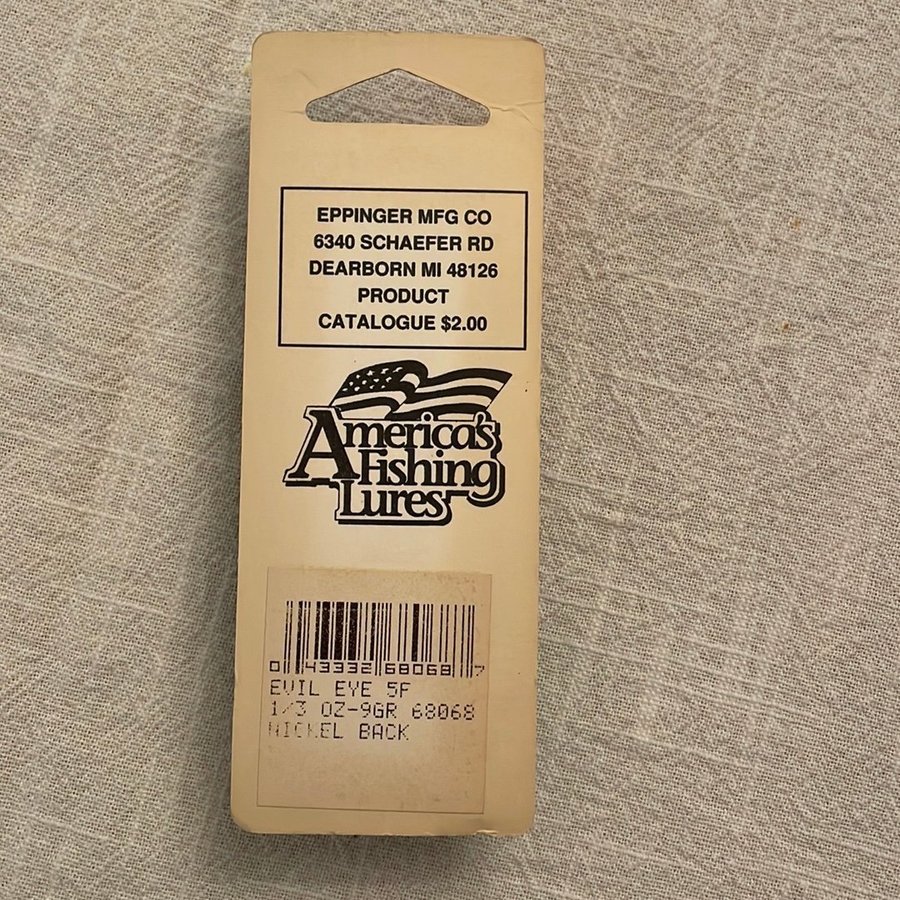 EPPINGER MFG CO
6340 SCHAEFER RD
DEARBORN MI 48126
PRODUCT
CATALOGUE $2.00
America's
Fishing
Lures
0 43332 68068 7
EVIL EYE 5F
1/3 OZ-9GR 68068
NICKEL BACK